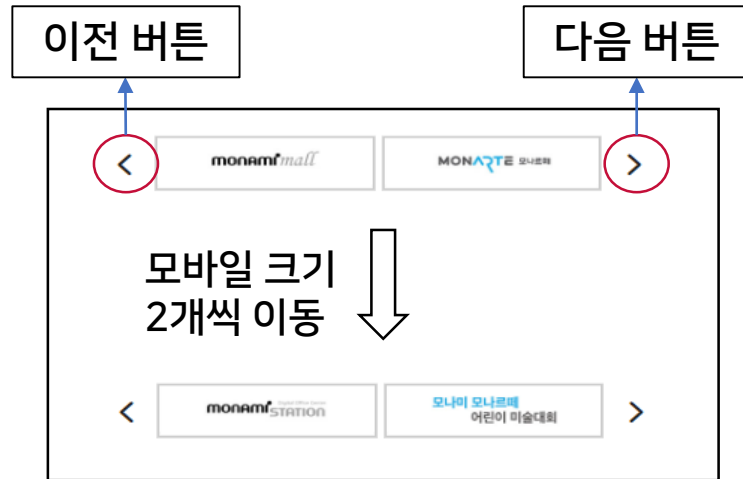 이전 버튼
다음 버튼
<
monami mall
MONARTE 모나르떼
>
모바일 크기
2개씩 이동
<
monami STATION
모나미 모나르떼
어린이 미술대회
>